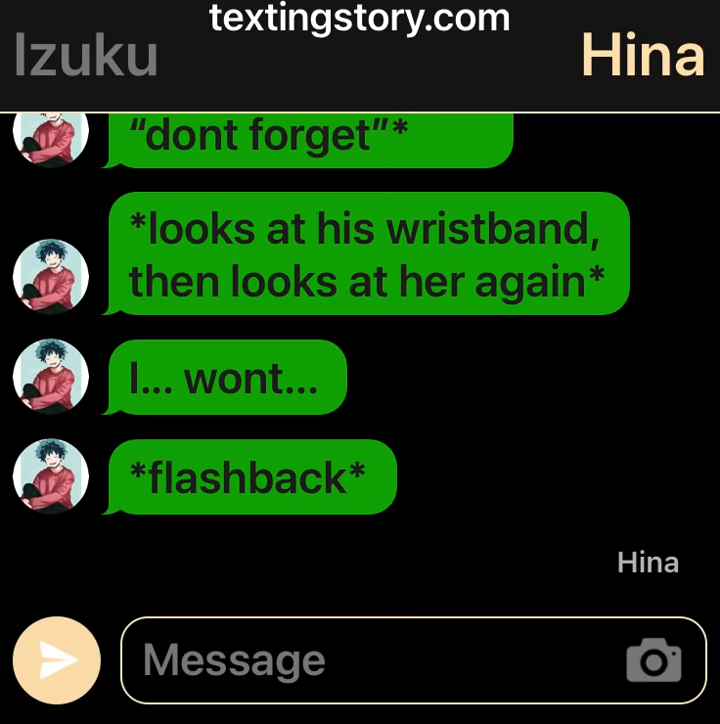 textingstory.com
Izuku
Hina
“dont forget”*
*looks at his wristband,
then looks at her again*
I... wont...
*flashback*
Hina
Message